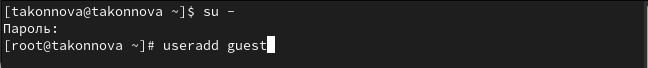 [takonnova@takonnova ~]$ su -
Пароль:
[root@takonnova ~]# useradd guest